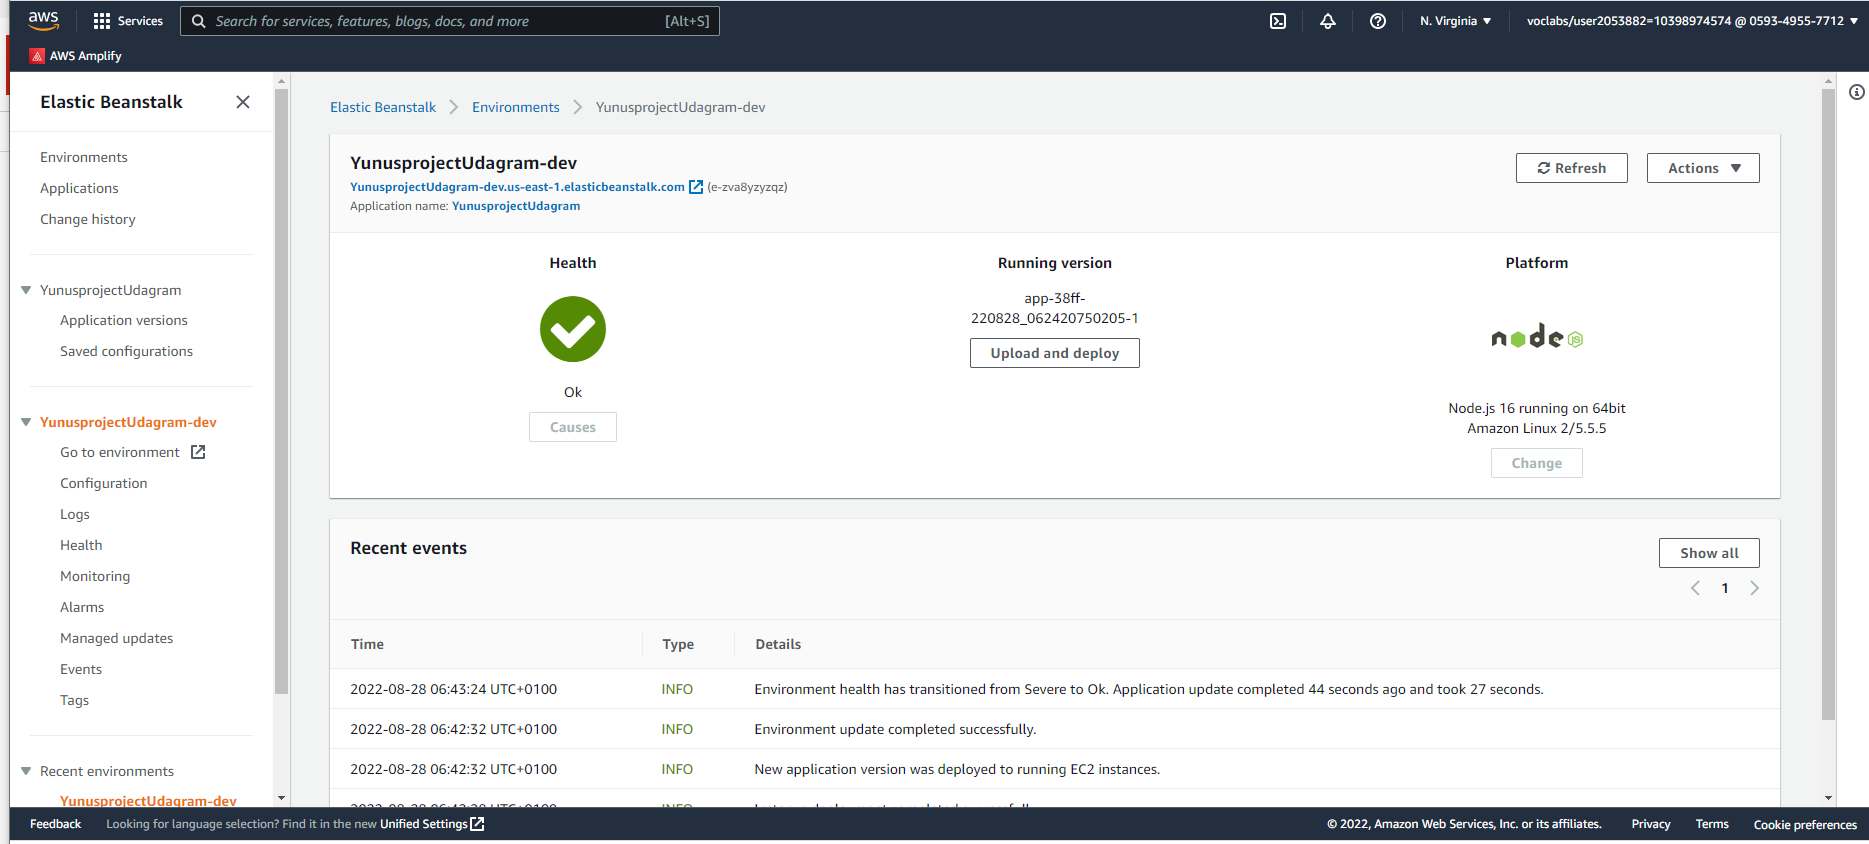 aws
Services
Search for services, features, blogs, docs, and more
[Alt+S]
N. Virginia
voclabs/user2053882=10398974574 @ 0593-4955-7712
AWS Amplify
Elastic Beanstalk
Environments
Applications
Change history
YunusprojectUdagram
Application versions
Saved configurations
YunusprojectUdagram-dev
Go to environment
Configuration
Logs
Health
Monitoring
Alarms
Managed updates
Events
Tags
Recent environments
YunusprojectUdagram-dev
Elastic Beanstalk
Environments
YunusprojectUdagram-dev
YunusprojectUdagram-dev
YunusprojectUdagram-dev.us-east-1.elasticbeanstalk.com (e-zva8yzyzqz)
Application name: YunusprojectUdagram
Refresh
Actions
Health
Ok
Causes
Running version
app-38ff-
220828_062420750205-1
Upload and deploy
Platform
node JS
Node.js 16 running on 64bit
Amazon Linux 2/5.5.5
Change
Recent events
Show all
1
Time Type Details
2022-08-28 06:43:24 UTC+0100 INFO Environment health has transitioned from Severe to Ok. Application update completed 44 seconds ago and took 27 seconds.
2022-08-28 06:42:32 UTC+0100 INFO Environment update completed successfully.
2022-08-28 06:42:32 UTC+0100 INFO New application version was deployed to running EC2 instances.
Feedback
Looking for language selection? Find it in the new Unified Settings
© 2022, Amazon Web Services, Inc. or its affiliates.
Privacy
Terms
Cookie preferences